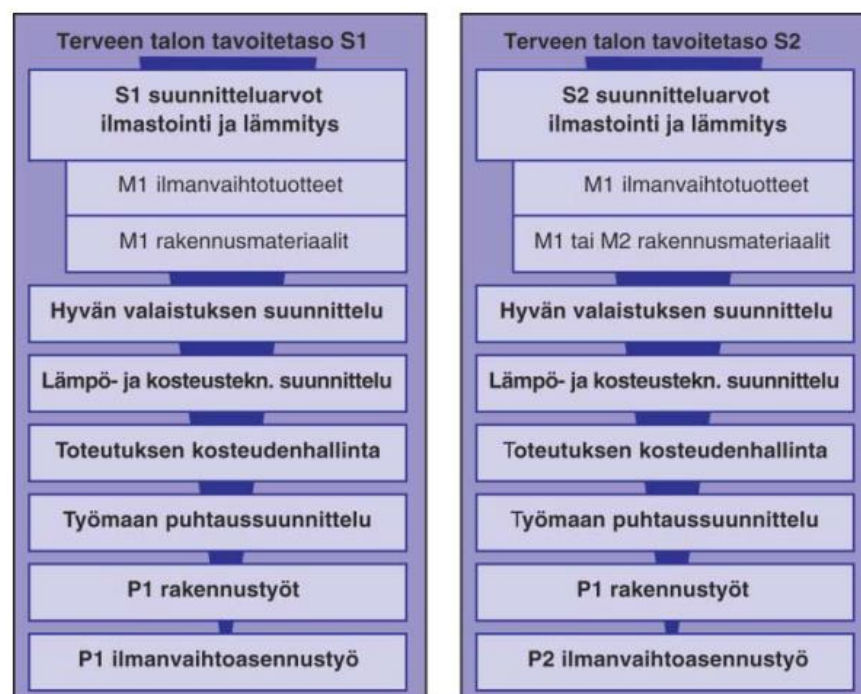 Terveen talon tavoitetaso S1
S1 suunnitteluarvot
ilmastointi ja lämmitys
M1 ilmanvaihtotuotteet
M1 rakennusmateriaalit
Hyvän valaistuksen suunnittelu
Lämpö- ja kosteustekn. suunnittelu
Toteutuksen kosteudenhallinta
Työmaan puhtaussuunnittelu
P1 rakennustyöt
P1 ilmanvaihtoasennustyö
Terveen talon tavoitetaso S2
S2 suunnitteluarvot
ilmastointi ja lämmitys
M1 ilmanvaihtotuotteet
M1 tai M2 rakennusmateriaalit
Hyvän valaistuksen suunnittelu
Lämpö- ja kosteustekn. suunnittelu
Toteutuksen kosteudenhallinta
Työmaan puhtaussuunnittelu
P1 rakennustyöt
P2 ilmanvaihtoasennustyö